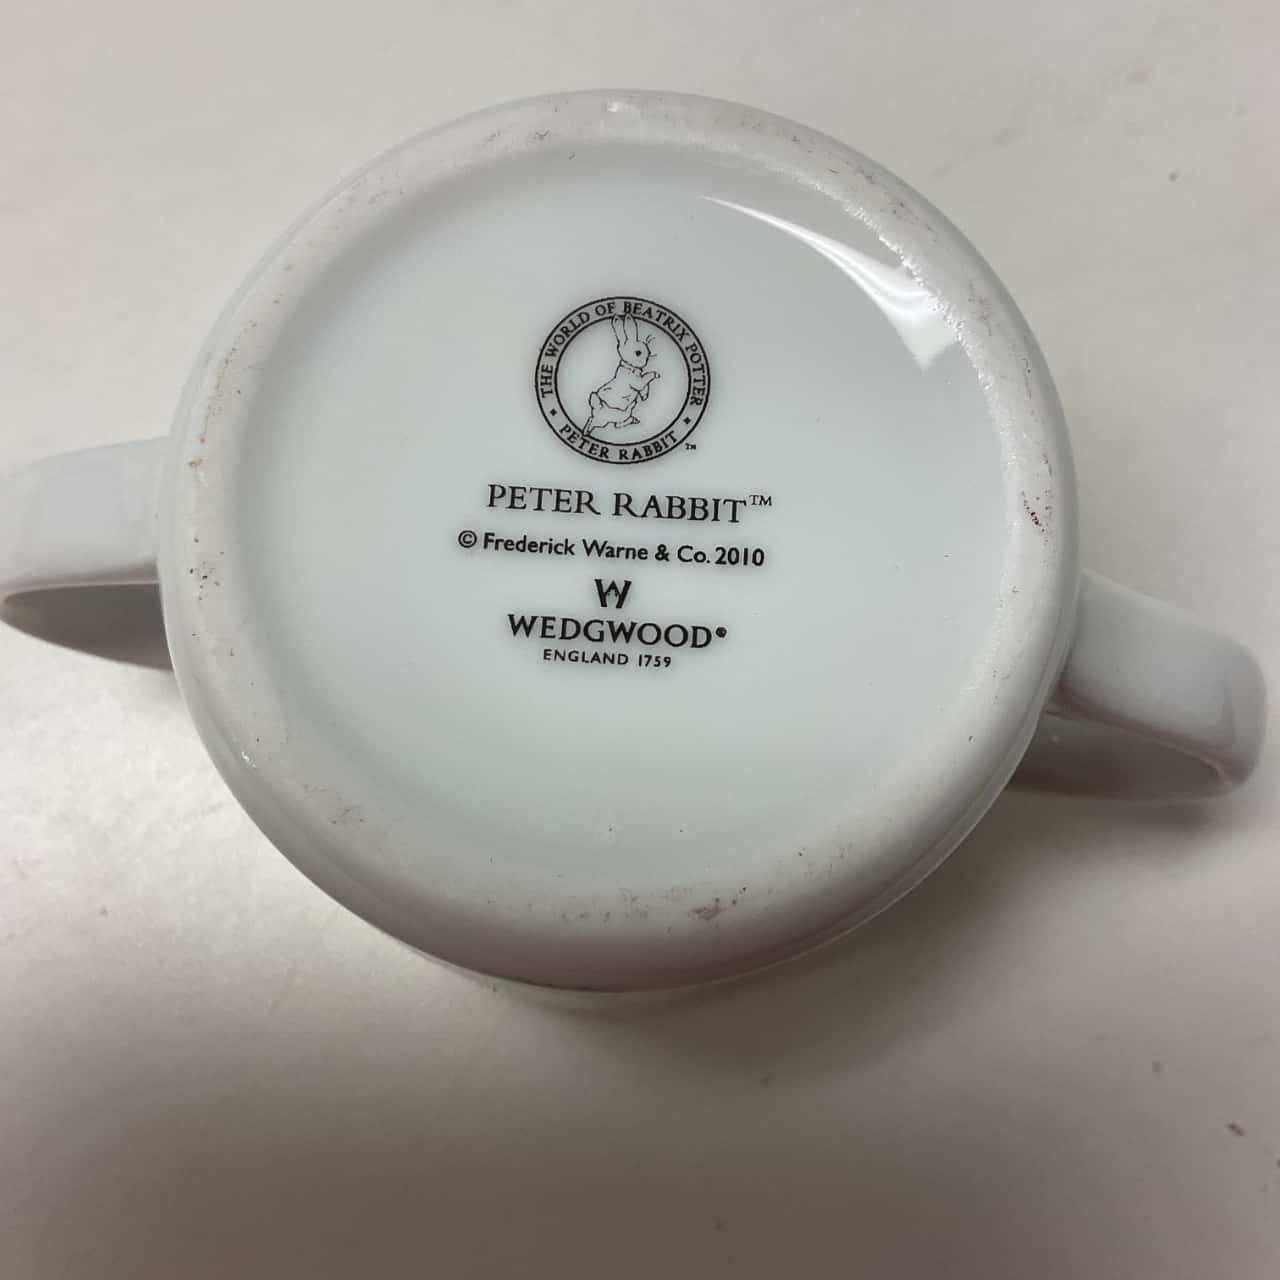 THE WORLD OF BEATRIX POTTER
PETER RABBIT ™
PETER RABBIT™
© Frederick Warne & Co. 2010
W
WEDGWOOD®
ENGLAND 1759